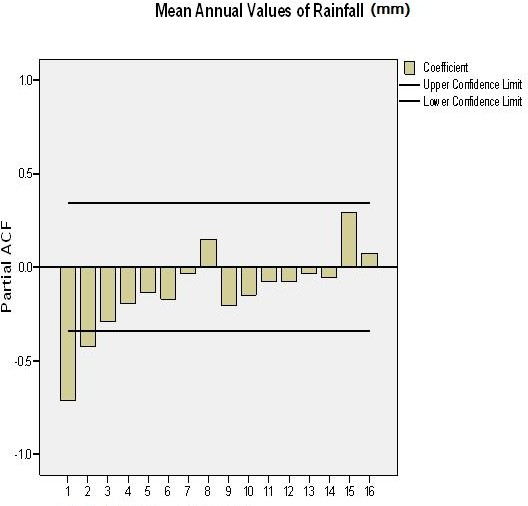 Mean Annual Values of Rainfall (mm)
Coefficient
Upper Confidence Limit
Lower Confidence Limit
Partial ACF
1.0
0.5
0.0
-0.5
-1.0
1 2 3 4 5 6 7 8 9 10 11 12 13 14 15 16